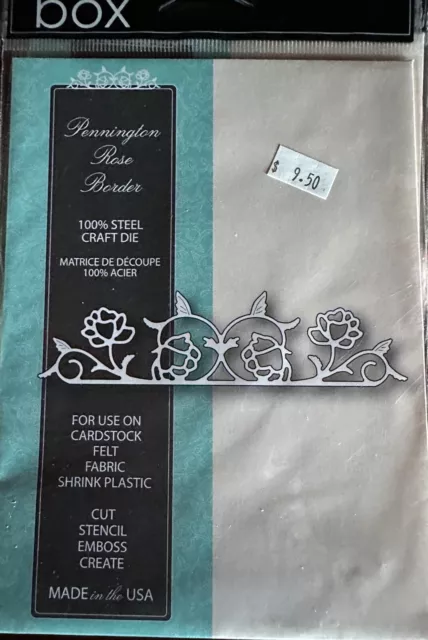 box
Pennington
Rose
Border
100% STEEL
CRAFT DIE
MATRICE DE DÉCOUPE
100% ACIER
$ 9.50
FOR USE ON
CARDSTOCK
FELT
FABRIC
SHRINK PLASTIC
CUT
STENCIL
EMBOSS
CREATE
MADE in the USA